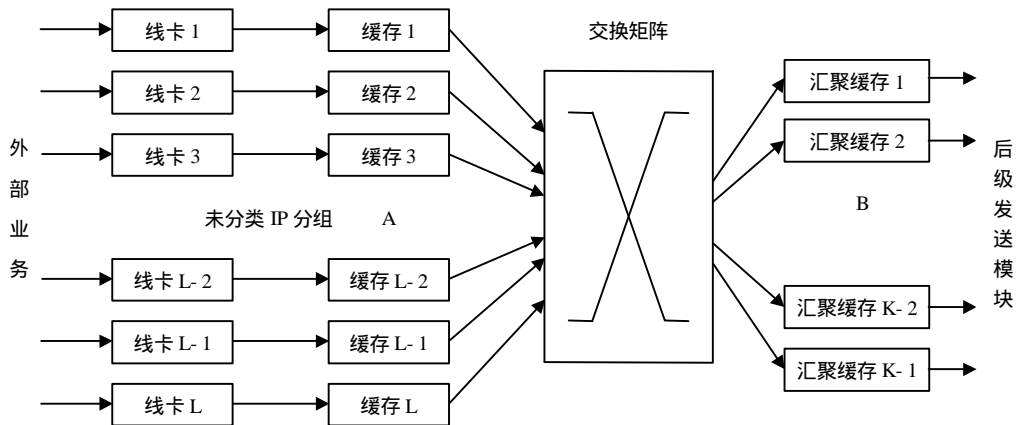 线卡 1
缓存 1
交换矩阵
线卡 2
缓存 2
汇聚缓存 1
线卡 3
缓存 3
汇聚缓存 2
外部业务
未分类 IP 分组
A
B
后级发送模块
线卡 L- 2
缓存 L- 2
汇聚缓存 K- 2
线卡 L- 1
缓存 L- 1
汇聚缓存 K- 1
线卡 L
缓存 L